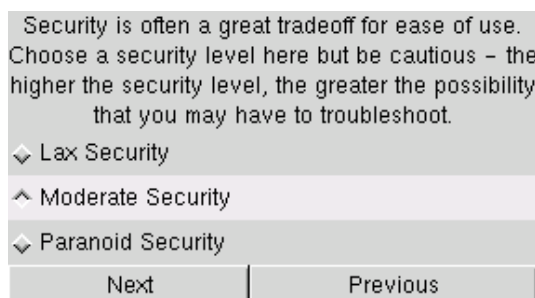 Security is often a great tradeoff for ease of use.
Choose a security level here but be cautious – the
higher the security level, the greater the possibility
that you may have to troubleshoot.
Lax Security
Moderate Security
Paranoid Security
Next
Previous